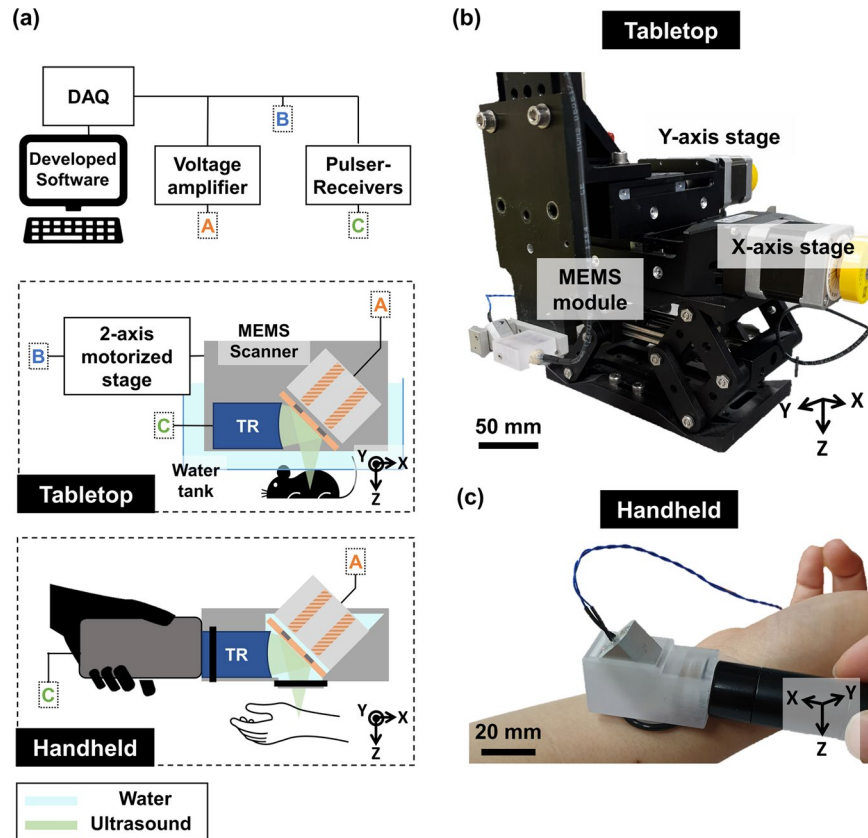 (a)
DAQ
B
Developed
Software
Voltage
amplifier
Pulser-
Receivers
A
C
A
2-axis
motorized
stage
MEMS
Scanner
B
C
TR
Water
tank
Y
X
Z
Tabletop
A
TR
C
Y
X
Z
Handheld
Water
Ultrasound
(b)
Tabletop
Y-axis stage
X-axis stage
MEMS
module
50 mm
Y
X
Z
(c)
Handheld
20 mm
X
Y
Z